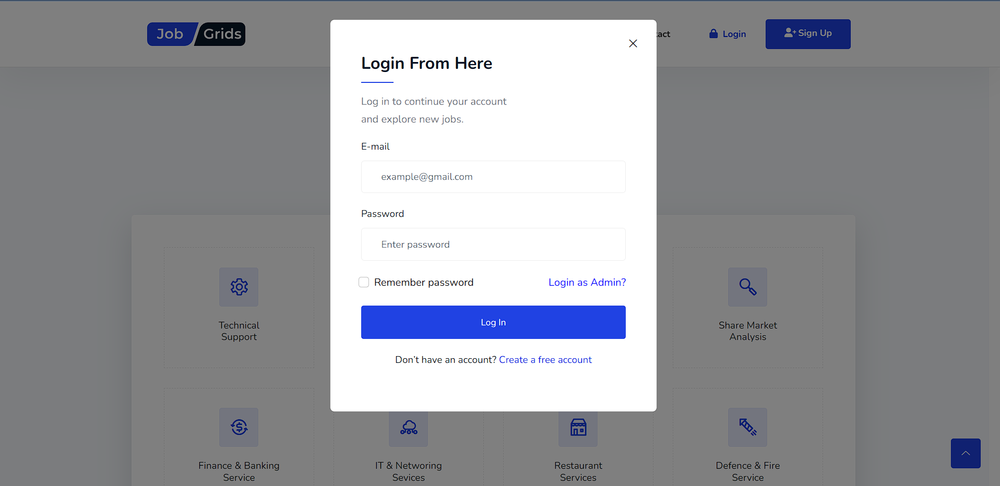 Job Grids
tact
Login
Sign Up
Login From Here
Log in to continue your account
and explore new jobs.
E-mail
example@gmail.com
Password
Enter password
Remember password
Login as Admin?
Log In
Don’t have an account? Create a free account
Technical
Support
Share Market
Analysis
Finance & Banking
Service
IT & Networing
Sevices
Restaurant
Services
Defence & Fire
Service